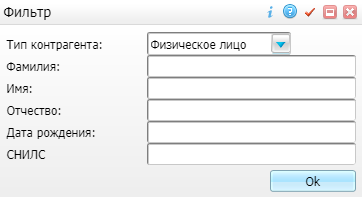 Фильтр
Тип контрагента: Физическое лицо
Фамилия:
Имя:
Отчество:
Дата рождения:
СНИЛС
Ok